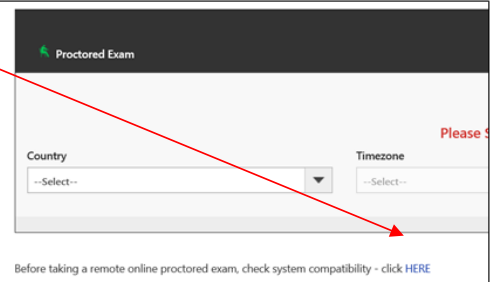 Proctored Exam
Please
Country Timezone
--Select-- --Select--
Before taking a remote online proctored exam, check system compatibility - click HERE